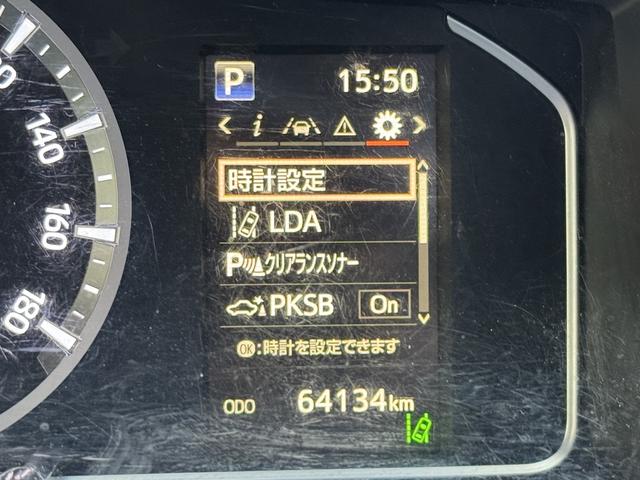 P 15:50
i
時計設定
LDA
P クリアランスソナー
PKSB On
OK:時計を設定できます
ODO 64134km
140
160
180